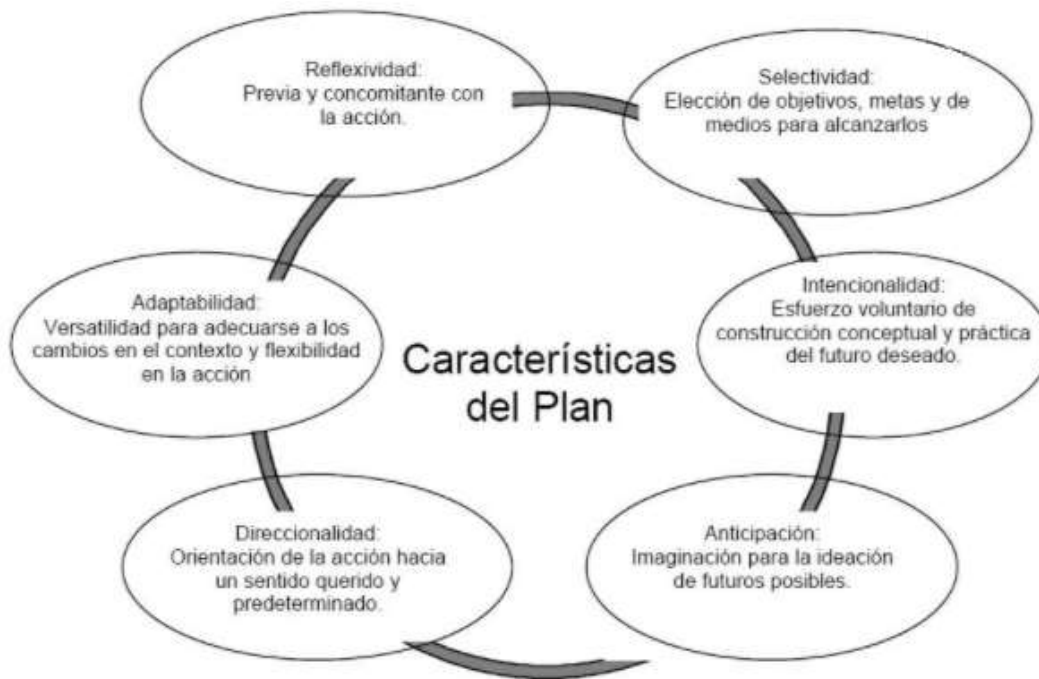 Reflexividad:
Previa y concomitante con
la acción.
Selectividad:
Elección de objetivos, metas y de
medios para alcanzarlos
Adaptabilidad:
Versatilidad para adecuarse a los
cambios en el contexto y flexibilidad
en la acción
Intencionalidad:
Esfuerzo voluntario de
construcción conceptual y práctica
del futuro deseado.
Características
del Plan
Direccionalidad:
Orientación de la acción hacia
un sentido querido y
predeterminado.
Anticipación:
Imaginación para la ideación
de futuros posibles.